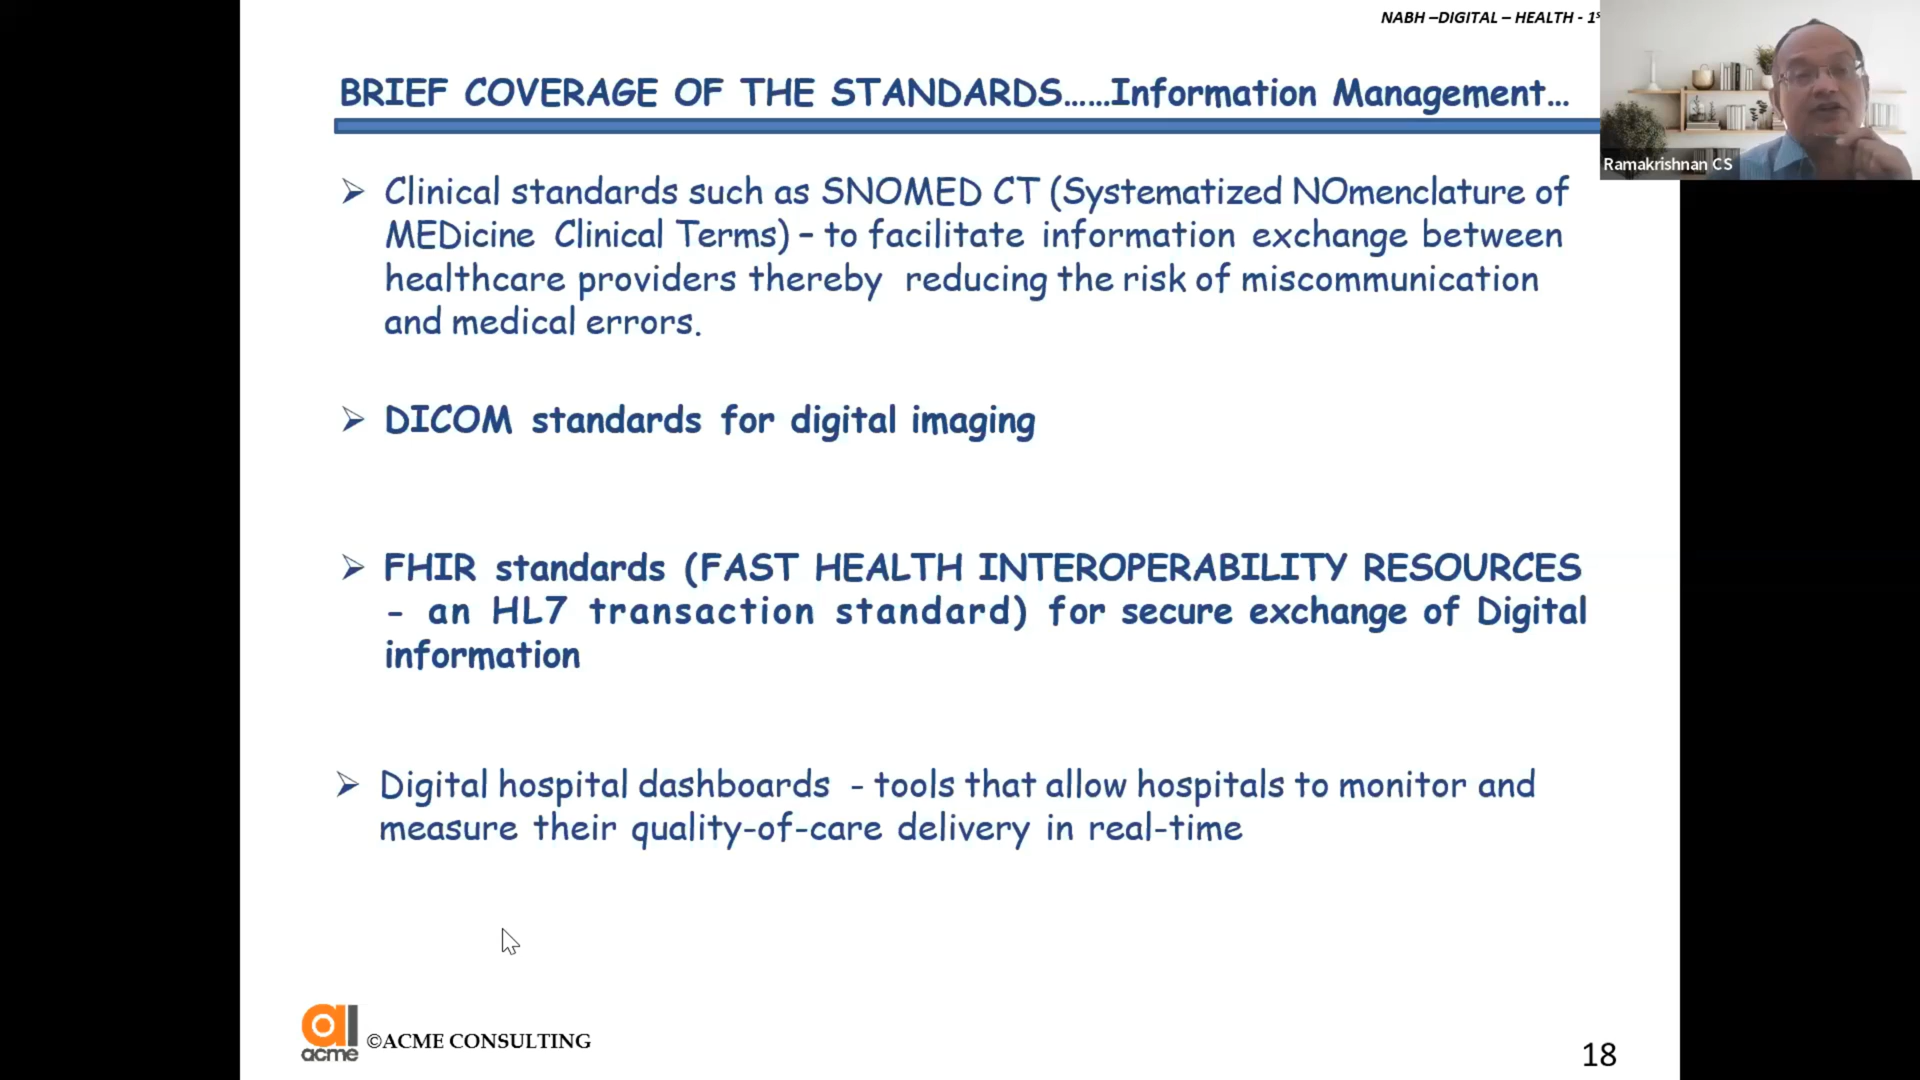 NABH –DIGITAL – HEALTH - 1s
BRIEF COVERAGE OF THE STANDARDS……Information Management…
Ramakrishnan CS
➢ Clinical standards such as SNOMED CT (Systematized NOmenclature of
MEDicine Clinical Terms) – to facilitate information exchange between
healthcare providers thereby reducing the risk of miscommunication
and medical errors.
➢ DICOM standards for digital imaging
➢ FHIR standards (FAST HEALTH INTEROPERABILITY RESOURCES
- an HL7 transaction standard) for secure exchange of Digital
information
➢ Digital hospital dashboards - tools that allow hospitals to monitor and
measure their quality-of-care delivery in real-time
acme
©ACME CONSULTING
18